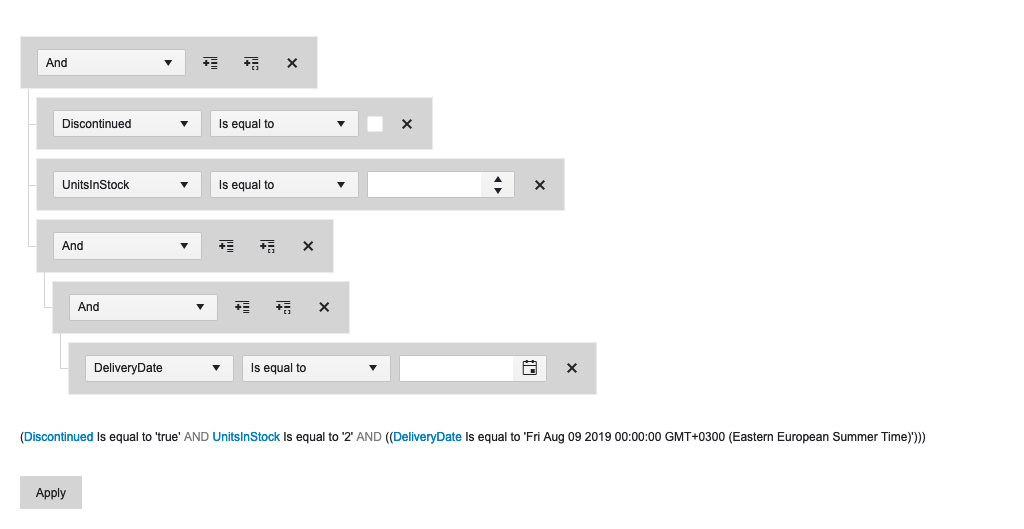 And
Discontinued Is equal to
UnitsInStock Is equal to
And
And
DeliveryDate Is equal to
(Discontinued Is equal to 'true' AND UnitsInStock Is equal to '2' AND ((DeliveryDate Is equal to 'Fri Aug 09 2019 00:00:00 GMT+0300 (Eastern European Summer Time)')))
Apply